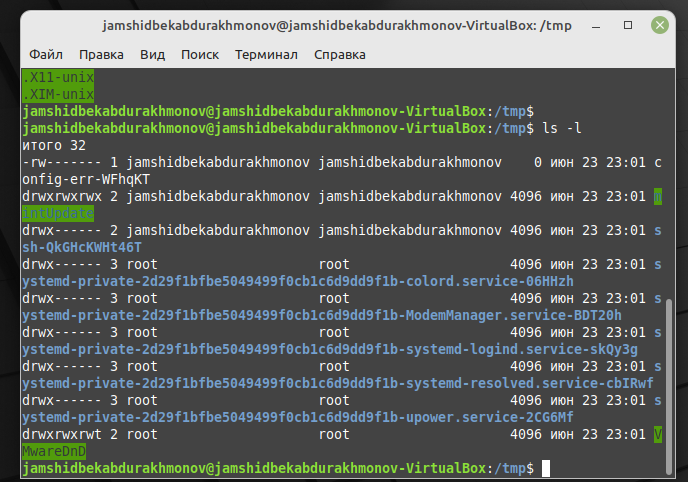 jamshidbekabdurakhmonov@jamshidbekabdurakhmonov-VirtualBox: /tmp
Файл Правка Вид Поиск Терминал Справка
.X11-unix
.XIM-unix
jamshidbekabdurakhmonov@jamshidbekabdurakhmonov-VirtualBox:/tmp$
jamshidbekabdurakhmonov@jamshidbekabdurakhmonov-VirtualBox:/tmp$ ls -l
итого 32
-rw------- 1 jamshidbekabdurakhmonov jamshidbekabdurakhmonov    0 июн 23 23:01 c
onfig-err-WFhqKT
drwxrwxrwx 2 jamshidbekabdurakhmonov jamshidbekabdurakhmonov 4096 июн 23 23:01 m
intUpdate
drwx------ 2 jamshidbekabdurakhmonov jamshidbekabdurakhmonov 4096 июн 23 23:01 s
sh-QkGHcKWHt46T
drwx------ 3 root                    root                    4096 июн 23 23:01 s
ystemd-private-2d29f1bfbe5049499f0cb1c6d9dd9f1b-colord.service-06HHzh
drwx------ 3 root                    root                    4096 июн 23 23:01 s
ystemd-private-2d29f1bfbe5049499f0cb1c6d9dd9f1b-ModemManager.service-BDT20h
drwx------ 3 root                    root                    4096 июн 23 23:01 s
ystemd-private-2d29f1bfbe5049499f0cb1c6d9dd9f1b-systemd-logind.service-skQy3g
drwx------ 3 root                    root                    4096 июн 23 23:01 s
ystemd-private-2d29f1bfbe5049499f0cb1c6d9dd9f1b-systemd-resolved.service-cbIRwf
drwx------ 3 root                    root                    4096 июн 23 23:01 s
ystemd-private-2d29f1bfbe5049499f0cb1c6d9dd9f1b-upower.service-2CG6Mf
drwxrwxrwt 2 root                    root                    4096 июн 23 23:01 V
MwareDnD
jamshidbekabdurakhmonov@jamshidbekabdurakhmonov-VirtualBox:/tmp$